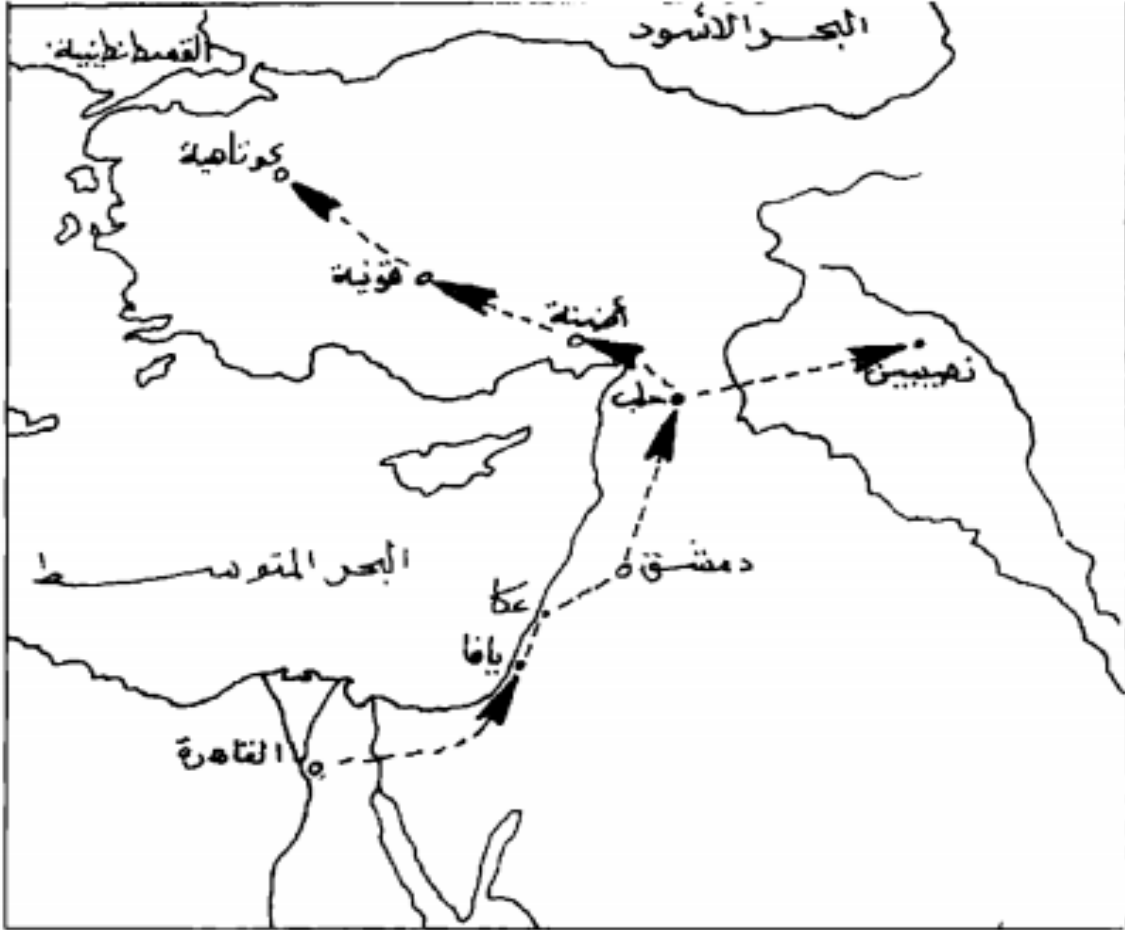 البحر الأسود
القسطنطينية
كوتاهية
قونية
أضنة
نصيبين
حلب
البحر المتوسط
دمشق
عكا
يافا
القاهرة